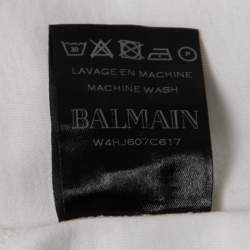 LAVAGE EN MACHINE
MACHINE WASH
BALMAIN
W4HJ607C617